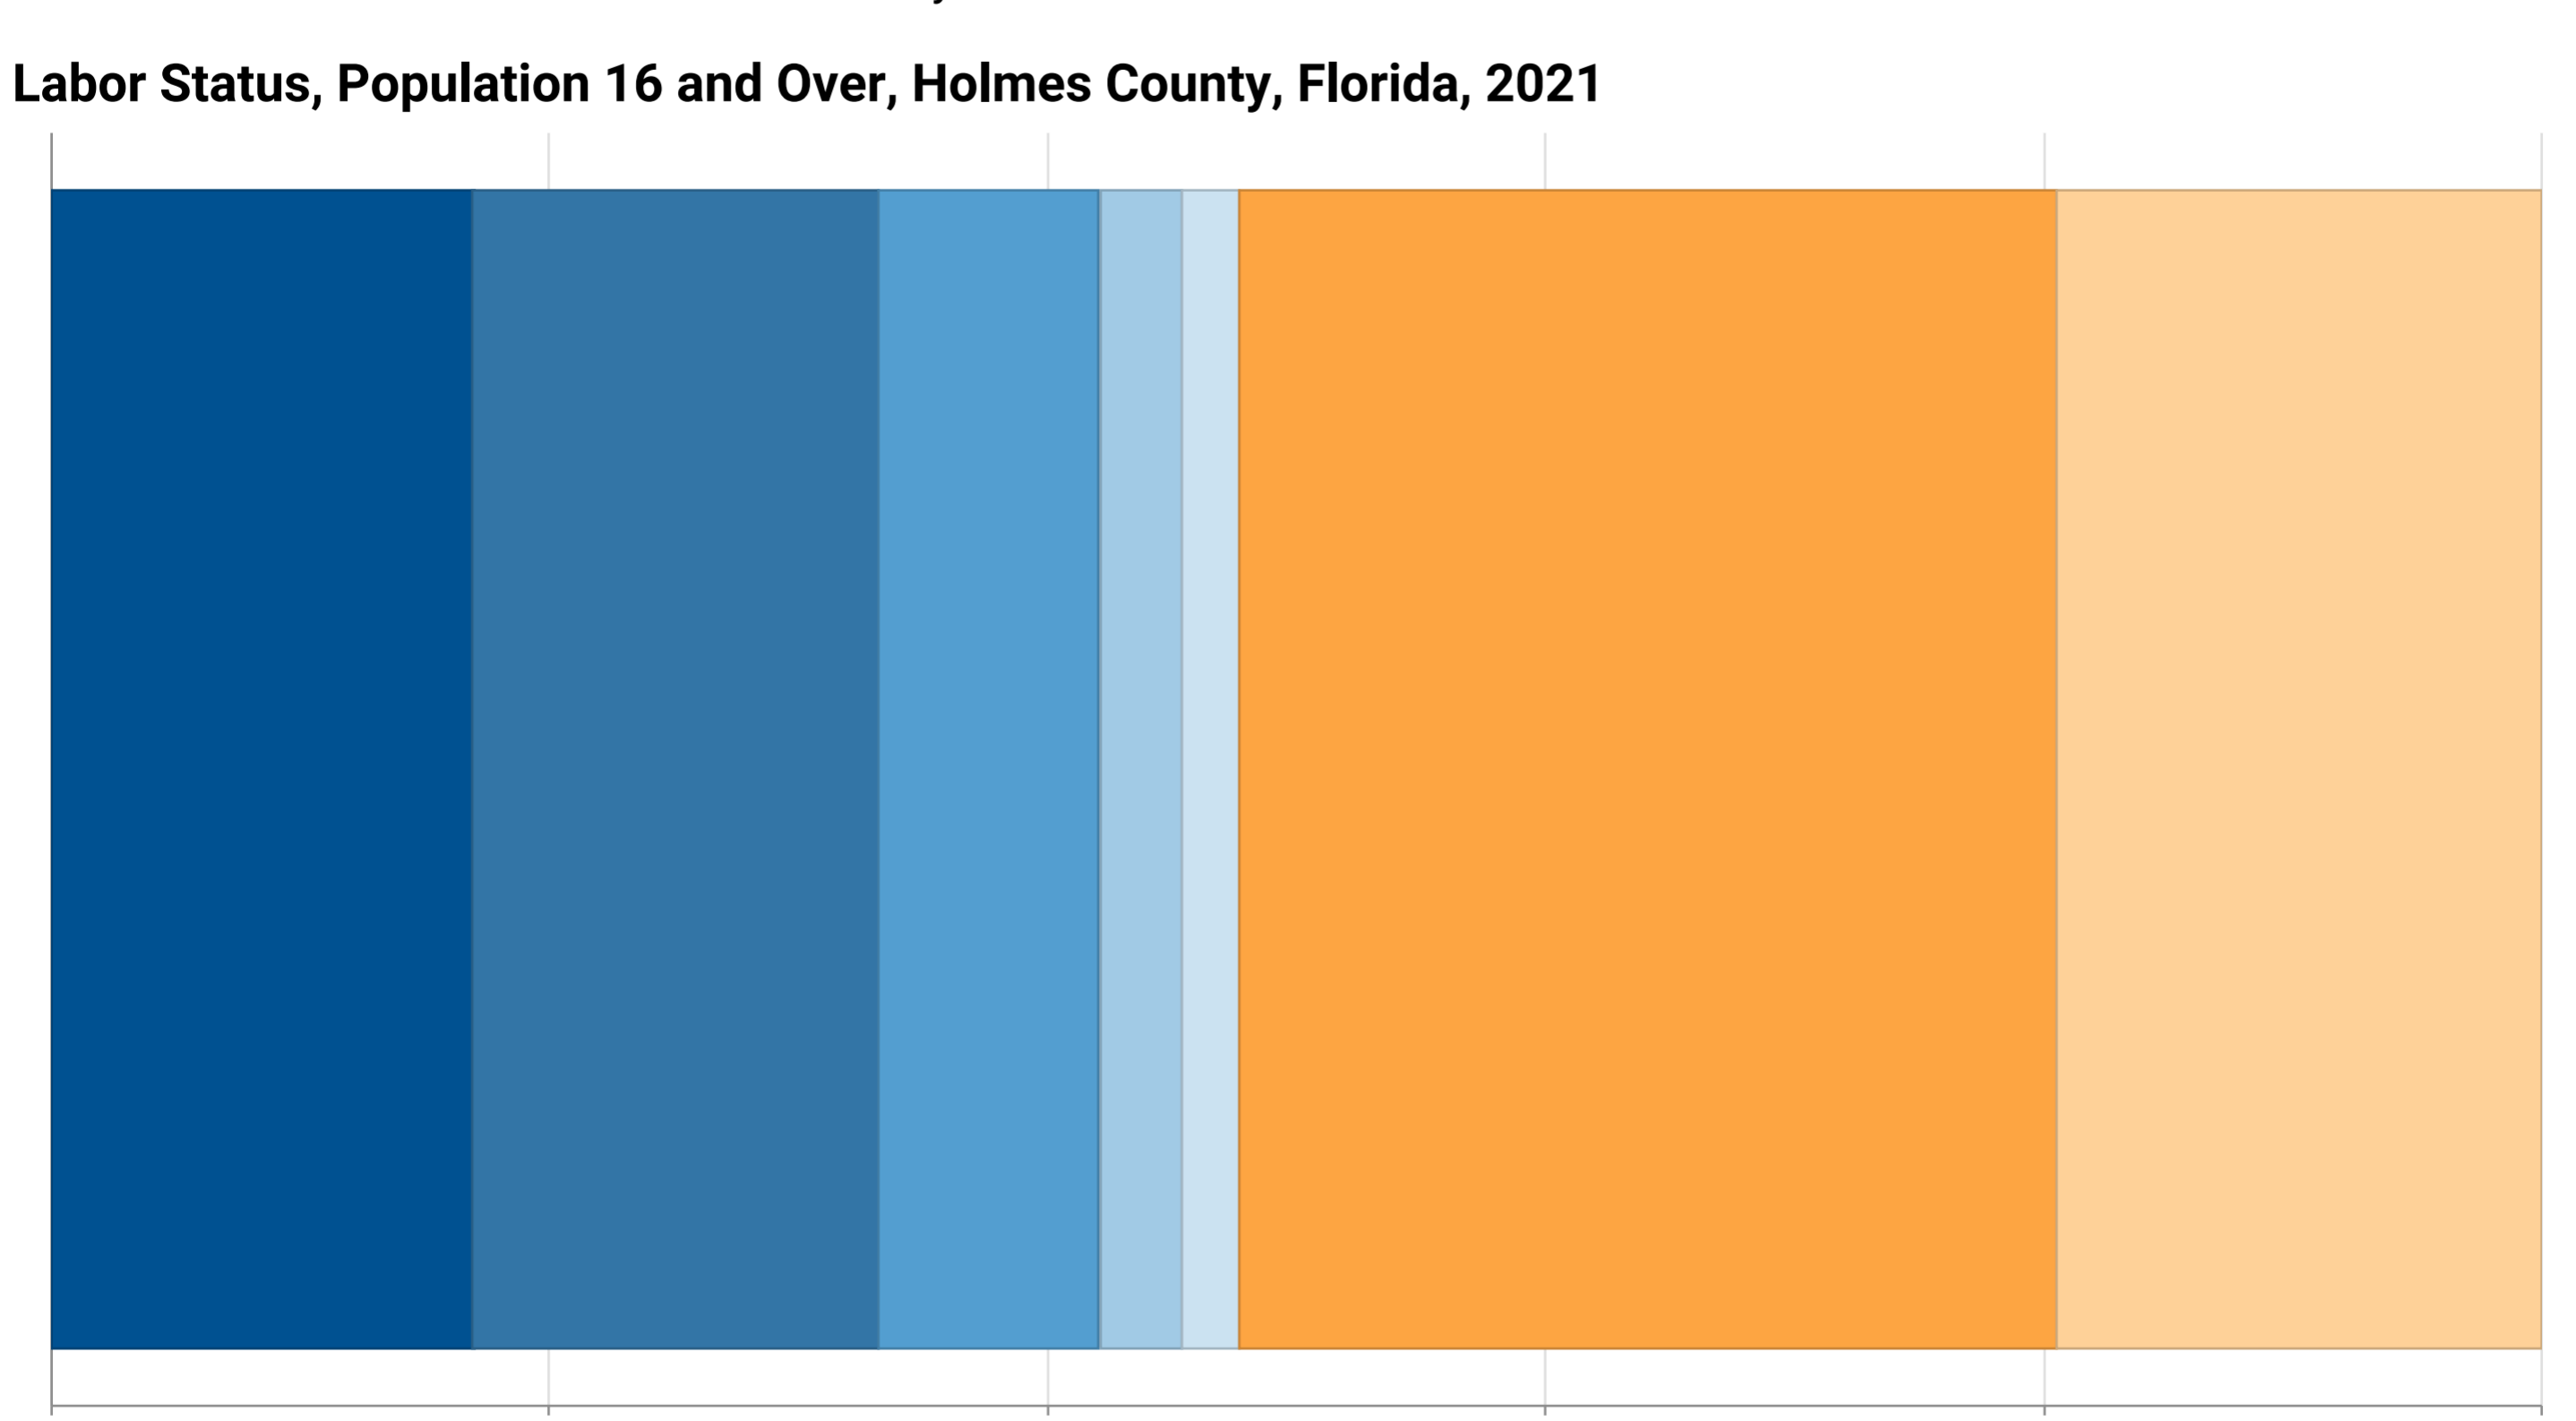 Labor Status, Population 16 and Over, Holmes County, Florida, 2021